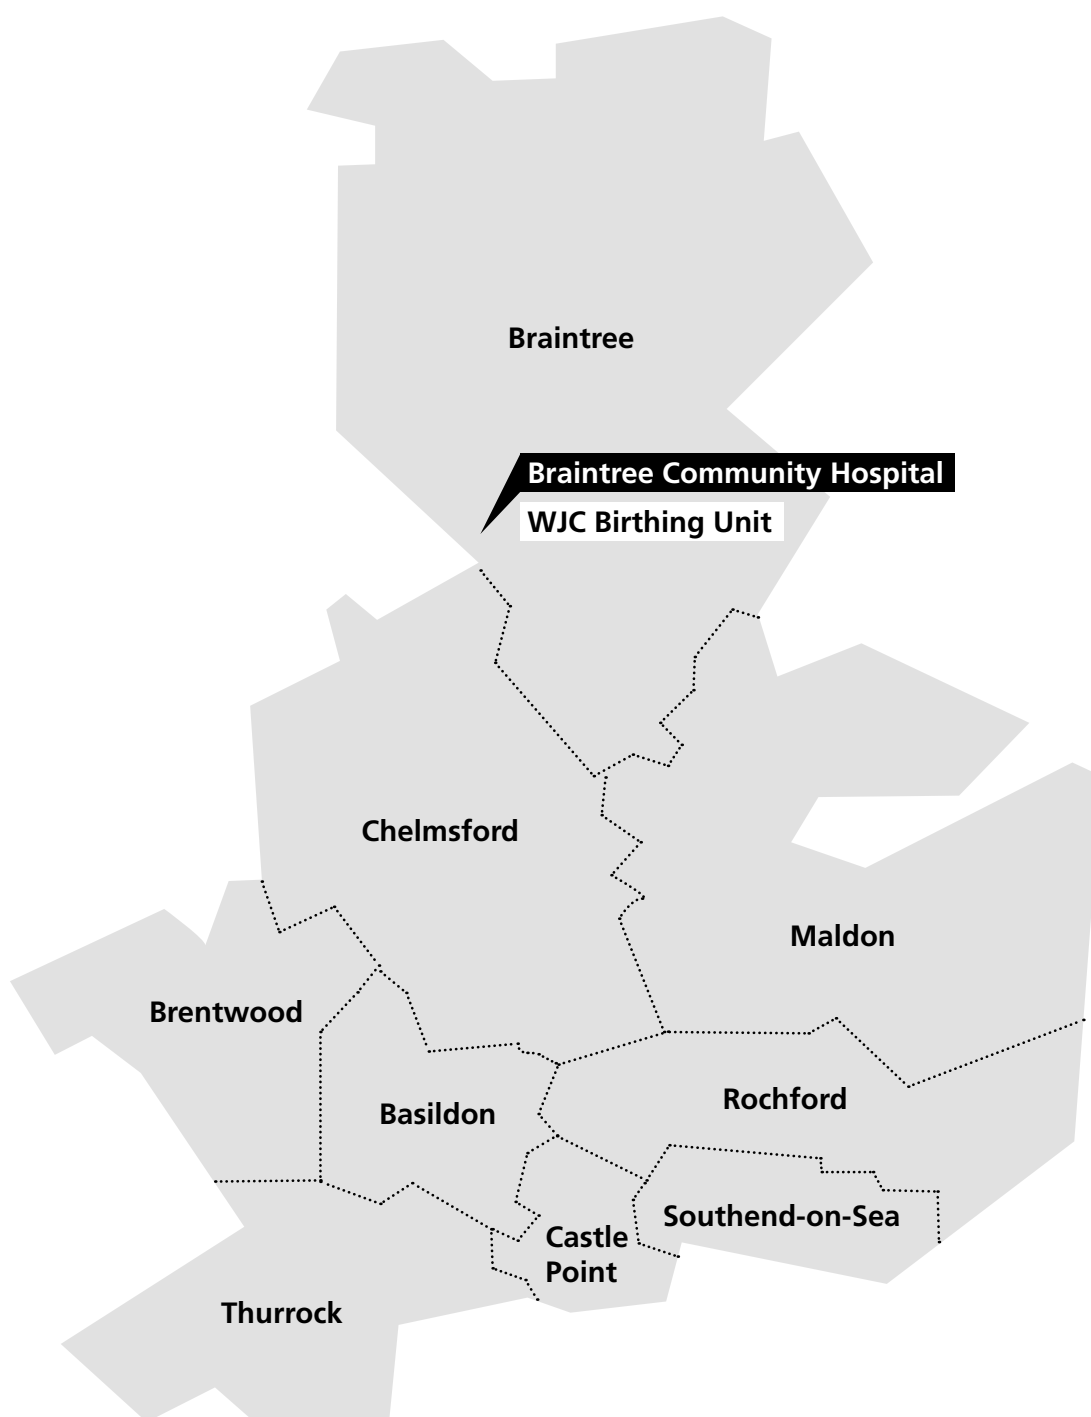 Braintree
Braintree Community Hospital
WJC Birthing Unit
Chelmsford
Maldon
Brentwood
Rochford
Basildon
Southend-on-Sea
Castle
Point
Thurrock